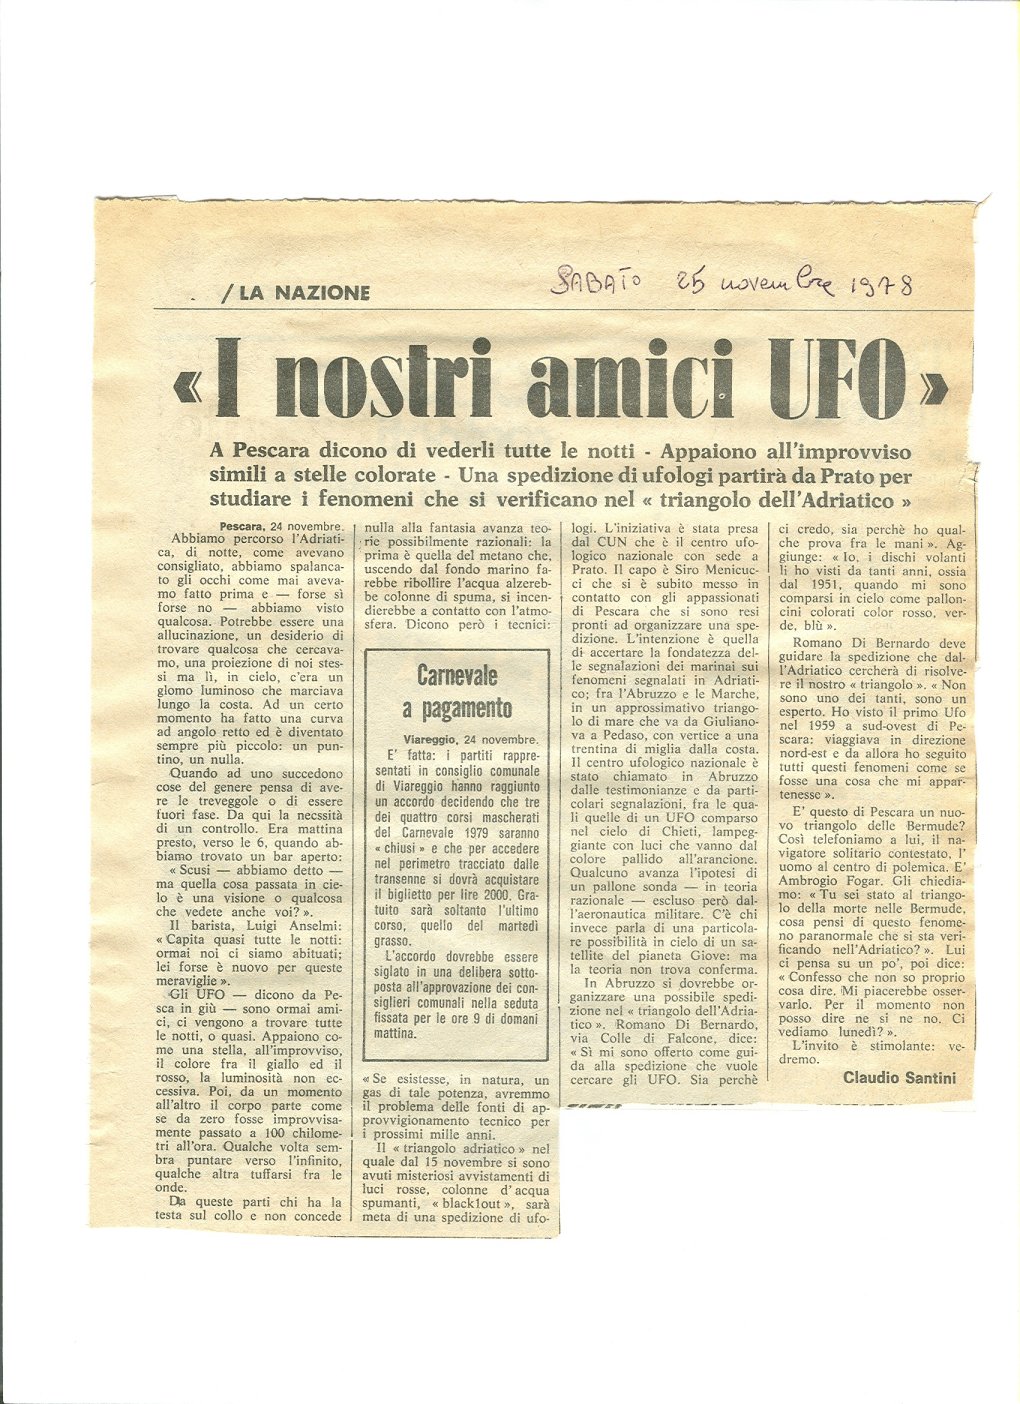 / LA NAZIONE
SABATO 25 novembre 1978
« I nostri amici UFO »
A Pescara dicono di vederli tutte le notti - Appaiono all'improvviso
simili a stelle colorate - Una spedizione di ufologi partirà da Prato per
studiare i fenomeni che si verificano nel « triangolo dell'Adriatico »
Pescara, 24 novembre.
Abbiamo percorso l'Adriati-
ca, di notte, come avevano
consigliato, abbiamo spalanca-
to gli occhi come mai aveva-
mo fatto prima e — forse sì
forse no — abbiamo visto
qualcosa. Potrebbe essere una
allucinazione, un desiderio di
trovare qualcosa che cercava-
mo, una proiezione di noi stes-
si ma lì, in cielo, c'era un
glomo luminoso che marciava
lungo la costa. Ad un certo
momento ha fatto una curva
ad angolo retto ed è diventato
sempre più piccolo: un pun-
tino, un nulla.
Quando ad uno succedono
cose del genere pensa di ave-
re le treveggole o di essere
fuori fase. Da qui la necssità
di un controllo. Era mattina
presto, verso le 6, quando ab-
biamo trovato un bar aperto:
« Scusi — abbiamo detto —
ma quella cosa passata in cie-
lo è una visione o qualcosa
che vedete anche voi? ».
Il barista, Luigi Anselmi:
« Capita quasi tutte le notti:
ormai noi ci siamo abituati;
lei forse è nuovo per queste
meraviglie ».
Gli UFO — dicono da Pe-
sca in giù — sono ormai ami-
ci, ci vengono a trovare tutte
le notti, o quasi. Appaiono co-
me una stella, all'improvviso,
il colore fra il giallo ed il
rosso, la luminosità non ec-
cessiva. Poi, da un momento
all'altro il corpo parte come
se da zero fosse improvvisa-
mente passato a 100 chilome-
tri all'ora. Qualche volta sem-
bra puntare verso l'infinito,
qualche altra tuffarsi fra le
onde.
Da queste parti chi ha la
testa sul collo e non concede
nulla alla fantasia avanza teo-
rie possibilmente razionali: la
prima è quella del metano che,
uscendo dal fondo marino fa-
rebbe ribollire l'acqua alzereb-
be colonne di spuma, si incen-
dierebbe a contatto con l'atmo-
sfera. Dicono però i tecnici:
Carnevale
a pagamento
Viareggio, 24 novembre.
E' fatta: i partiti rappre-
sentati in consiglio comunale
di Viareggio hanno raggiunto
un accordo decidendo che tre
dei quattro corsi mascherati
del Carnevale 1979 saranno
« chiusi » e che per accedere
nel perimetro tracciato dalle
transenne si dovrà acquistare
il biglietto per lire 2000. Gra-
tuito sarà soltanto l'ultimo
corso, quello del martedì
grasso.
L'accordo dovrebbe essere
siglato in una delibera sotto-
posta all'approvazione dei con-
siglieri comunali nella seduta
fissata per le ore 9 di domani
mattina.
« Se esistesse, in natura, un
gas di tale potenza, avremmo
il problema delle fonti di ap-
provvigionamento tecnico per
i prossimi mille anni.
Il « triangolo adriatico » nel
quale dal 15 novembre si sono
avuti misteriosi avvistamenti di
luci rosse, colonne d'acqua
spumanti, « black1out », sarà
meta di una spedizione di ufo-
logi. L'iniziativa è stata presa
dal CUN che è il centro ufo-
logico nazionale con sede a
Prato. Il capo è Siro Menicuc-
ci che si è subito messo in
contatto con gli appassionati
di Pescara che si sono resi
pronti ad organizzare una spe-
dizione. L'intenzione è quella
di accertare la fondatezza del-
le segnalazioni dei marinai sui
fenomeni segnalati in Adriati-
co; fra l'Abruzzo e le Marche,
in un approssimativo triango-
lo di mare che va da Giuliano-
va a Pedaso, con vertice a una
trentina di miglia dalla costa.
Il centro ufologico nazionale è
stato chiamato in Abruzzo
dalle testimonianze e da parti-
colari segnalazioni, fra le qua-
li quelle di un UFO comparso
nel cielo di Chieti, lampeg-
giante con luci che vanno dal
colore pallido all'arancione.
Qualcuno avanza l'ipotesi di
un pallone sonda — in teoria
razionale — escluso però dal-
l'aeronautica militare. C'è chi
invece parla di una particola-
re possibilità in cielo di un sa-
tellite del pianeta Giove: ma
la teoria non trova conferma.
In Abruzzo si dovrebbe or-
ganizzare una possibile spedi-
zione nel « triangolo dell'Adria-
tico ». Romano Di Bernardo,
via Colle di Falcone, dice:
« Sì mi sono offerto come gui-
da alla spedizione che vuole
cercare gli UFO. Sia perchè
ci credo, sia perchè ho qual-
che prova fra le mani ». Ag-
giunge: « Io, i dischi volanti
li ho visti da tanti anni, ossia
dal 1951, quando mi sono
comparsi in cielo come pallon-
cini colorati color rosso, ver-
de, blù ».
Romano Di Bernardo deve
guidare la spedizione che dal-
l'Adriatico cercherà di risolve-
re il nostro « triangolo ». « Non
sono uno dei tanti, sono un
esperto. Ho visto il primo Ufo
nel 1959 a sud-ovest di Pe-
scara: viaggiava in direzione
nord-est e da allora ho seguito
tutti questi fenomeni come se
fosse una cosa che mi appar-
tenesse ».
E' questo di Pescara un nuo-
vo triangolo delle Bermude?
Così telefoniamo a lui, il na-
vigatore solitario contestato, l'
uomo al centro di polemica. E'
Ambrogio Fogar. Gli chiedia-
mo: « Tu sei stato al triango-
lo della morte nelle Bermude,
cosa pensi di questo fenome-
no paranormale che si sta veri-
ficando nell'Adriatico? ». Lui
ci pensa su un po', poi dice:
« Confesso che non so proprio
cosa dire. Mi piacerebbe osser-
varlo. Per il momento non
posso dire ne si ne no. Ci
vediamo lunedì? ».
L'invito è stimolante: ve-
dremo.
Claudio Santini